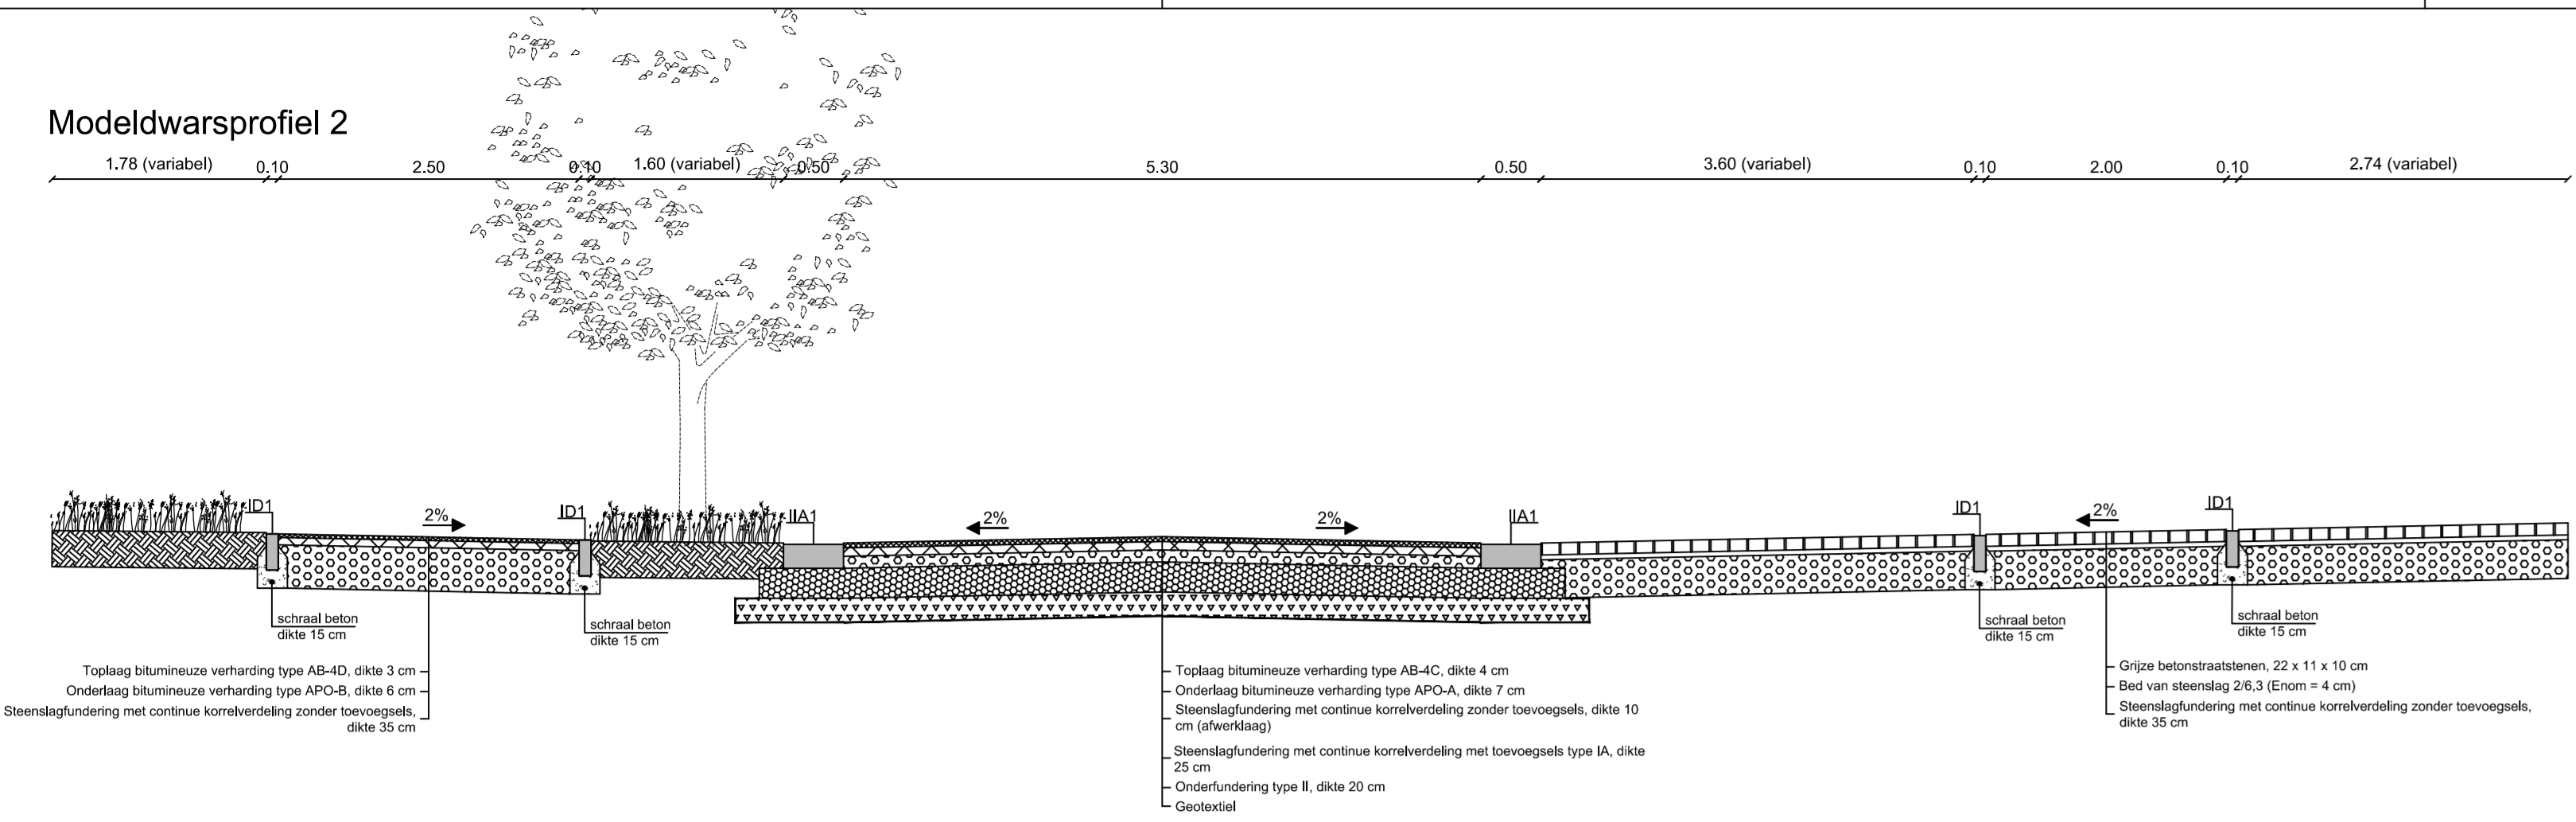 Modeldwarsprofiel 2
1.78 (variabel)
0.10
2.50
0.10
1.60 (variabel)
0.50
5.30
0.50
3.60 (variabel)
0.10
2.00
0.10
2.74 (variabel)
ID1
2%
ID1
IIA1
2%
2%
IIA1
ID1
2%
ID1
schraal beton
dikte 15 cm
schraal beton
dikte 15 cm
schraal beton
dikte 15 cm
schraal beton
dikte 15 cm
Toplaag bitumineuze verharding type AB-4D, dikte 3 cm
Onderlaag bitumineuze verharding type APO-B, dikte 6 cm
Steenslagfundering met continue korrelverdeling zonder toevoegsels,
dikte 35 cm
Toplaag bitumineuze verharding type AB-4C, dikte 4 cm
Onderlaag bitumineuze verharding type APO-A, dikte 7 cm
Steenslagfundering met continue korrelverdeling zonder toevoegsels, dikte 10
cm (afwerklaag)
Steenslagfundering met continue korrelverdeling met toevoegsels type IA, dikte
25 cm
Onderfundering type II, dikte 20 cm
Geotextiel
Grijze betonstraatstenen, 22 x 11 x 10 cm
Bed van steenslag 2/6,3 (Enom = 4 cm)
Steenslagfundering met continue korrelverdeling zonder toevoegsels,
dikte 35 cm